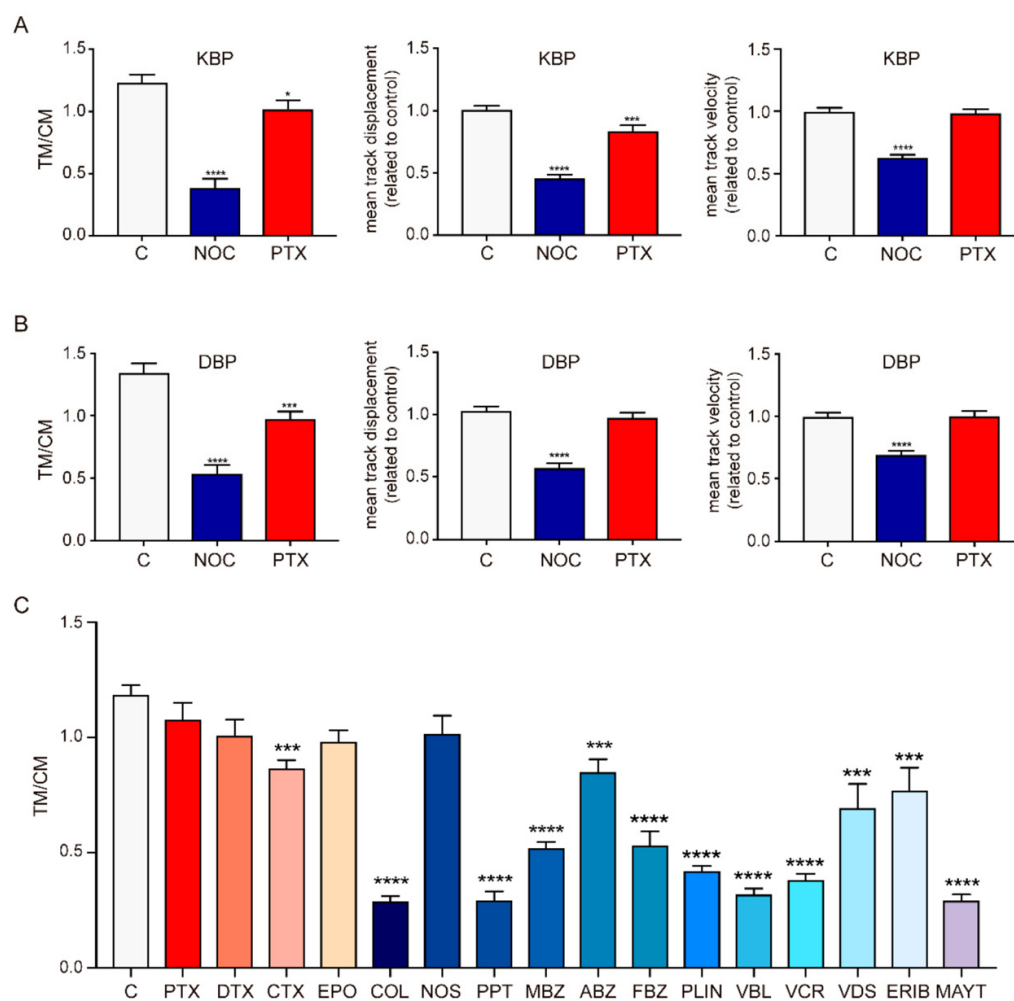 A
KBP
TM/CM
1.5
1.0
0.5
0.0
****
*
C NOC PTX
KBP
mean track displacement
(related to control)
1.5
1.0
0.5
0.0
****
***
C NOC PTX
KBP
mean track velocity
(related to control)
1.5
1.0
0.5
0.0
****
C NOC PTX
B
DBP
TM/CM
1.5
1.0
0.5
0.0
****
***
C NOC PTX
DBP
mean track displacement
(related to control)
1.5
1.0
0.5
0.0
****
C NOC PTX
DBP
mean track velocity
(related to control)
1.5
1.0
0.5
0.0
****
C NOC PTX
C
TM/CM
1.5
1.0
0.5
0.0
*** **** **** **** *** **** **** **** **** *** *** ****
C PTX DTX CTX EPO COL NOS PPT MBZ ABZ FBZ PLIN VBL VCR VDS ERIB MAYT